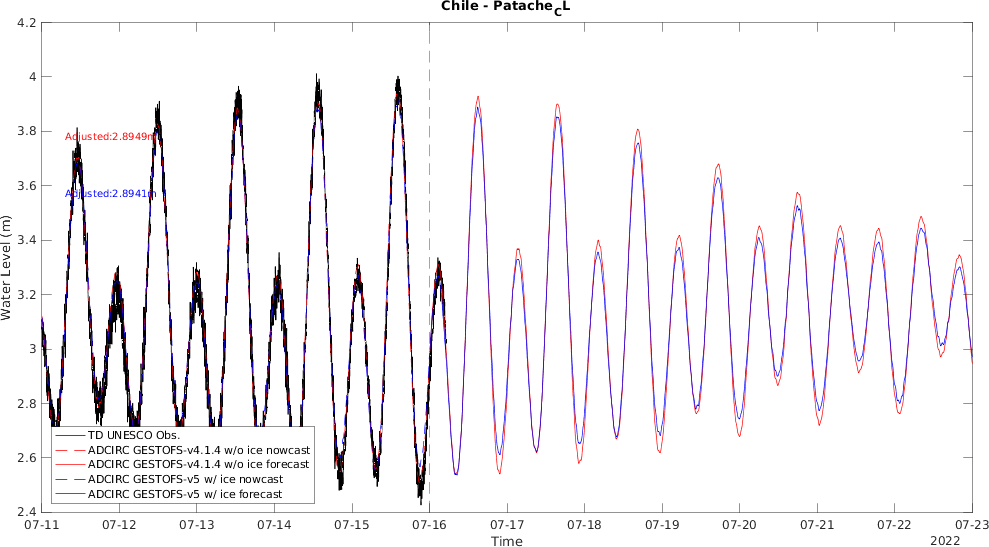 Chile - Patache_CL
Water Level (m)
4.2
4
3.8
3.6
3.4
3.2
3
2.8
2.6
2.4
Adjusted:2.8949m
Adjusted:2.8941m
TD UNESCO Obs.
ADCIRC GESTOFS-v4.1.4 w/o ice nowcast
ADCIRC GESTOFS-v4.1.4 w/o ice forecast
ADCIRC GESTOFS-v5 w/ ice nowcast
ADCIRC GESTOFS-v5 w/ ice forecast
07-11 07-12 07-13 07-14 07-15 07-16 07-17 07-18 07-19 07-20 07-21 07-22 07-23
Time
2022